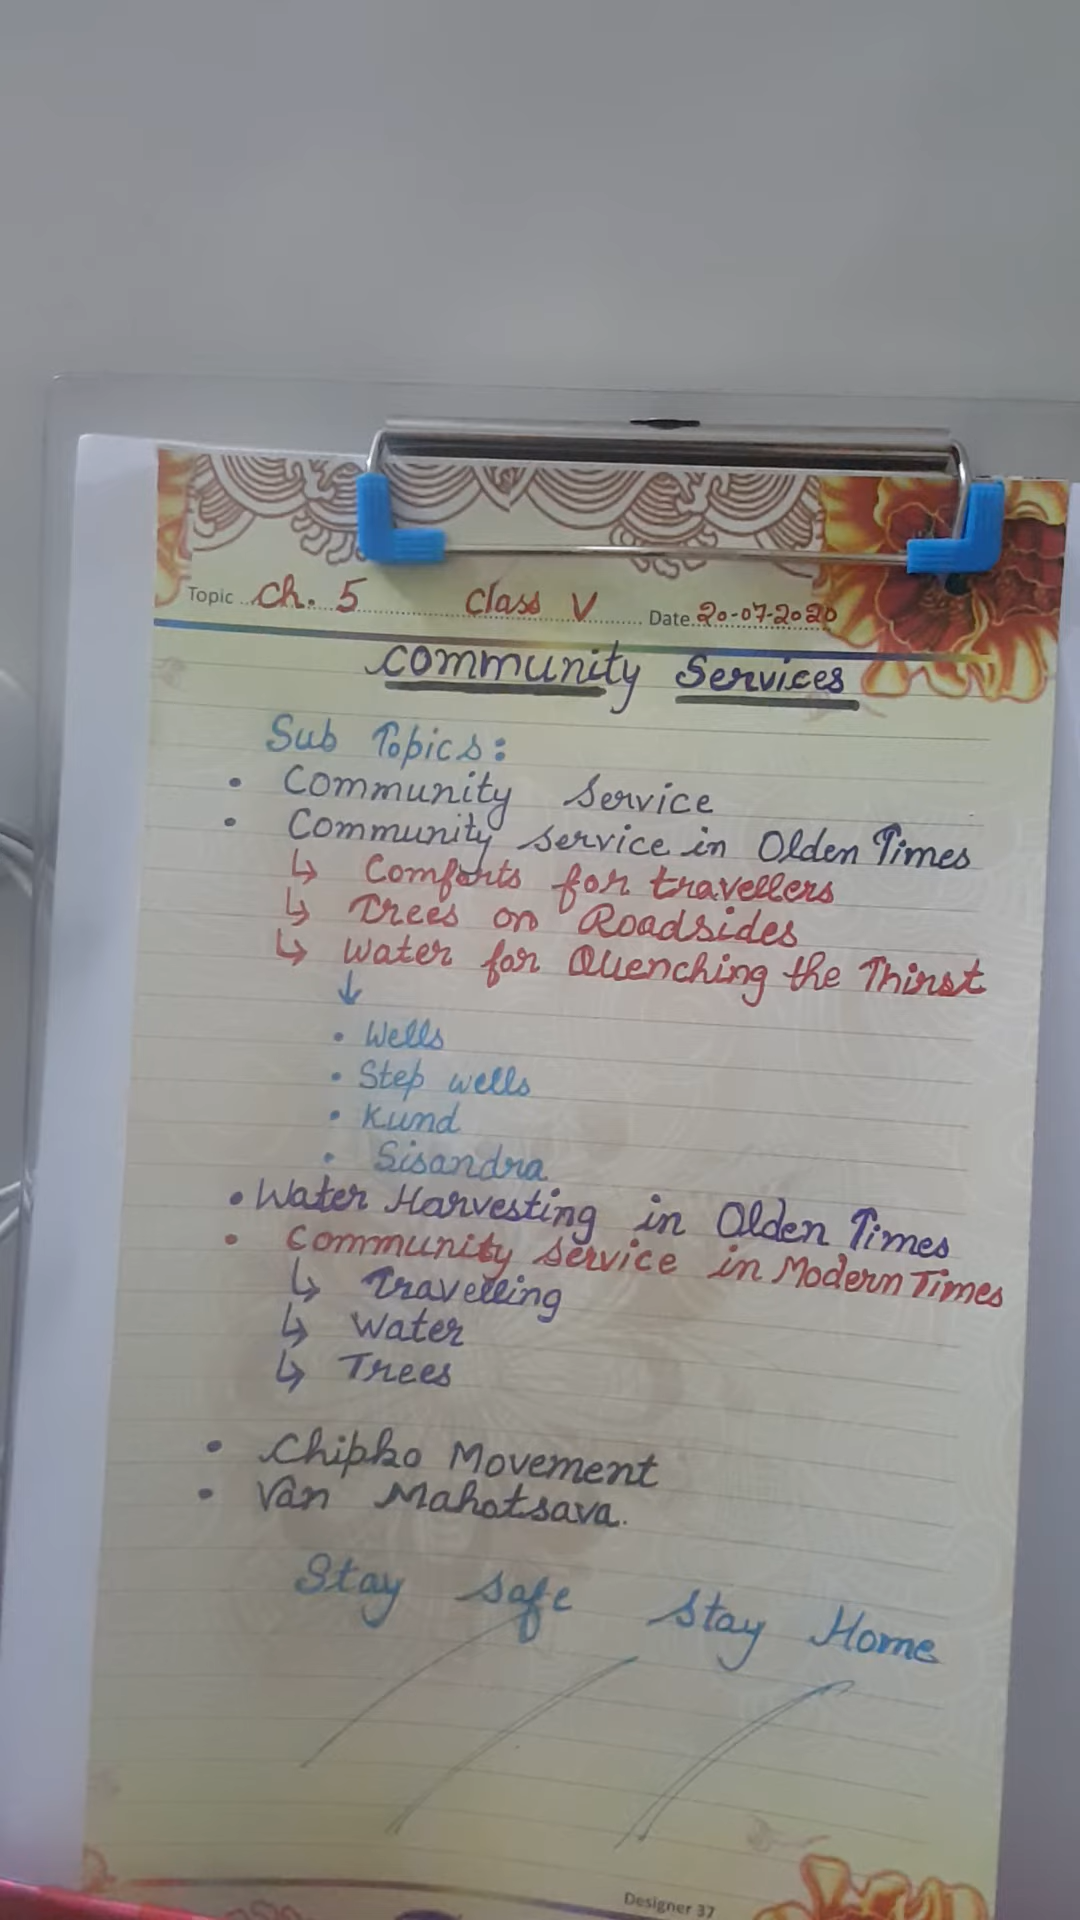 Topic Ch. 5 Class V Date 20-07-2020
Community Services
Sub Topics:
• Community Service
• Community service in Olden Times
↳ Comforts for travellers
↳ Trees on Roadsides
↳ Water for Quenching the Thirst
↓
• Wells
• Step wells
• Kund
• Sisandra
• Water Harvesting in Olden Times
• Community service in Modern Times
↳ Travelling
↳ Water
↳ Trees
• Chipko Movement
• Van Mahotsava.
Stay safe Stay Home
Designer 37